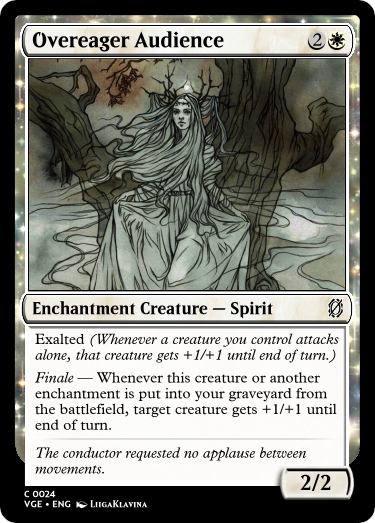 Overeager Audience 2
Enchantment Creature — Spirit
Exalted (Whenever a creature you control attacks
alone, that creature gets +1/+1 until end of turn.)
Finale — Whenever this creature or another
enchantment is put into your graveyard from
the battlefield, target creature gets +1/+1 until
end of turn.
The conductor requested no applause between
movements.
2/2
C 0024
VGE • ENG LIIGAKLAVINA